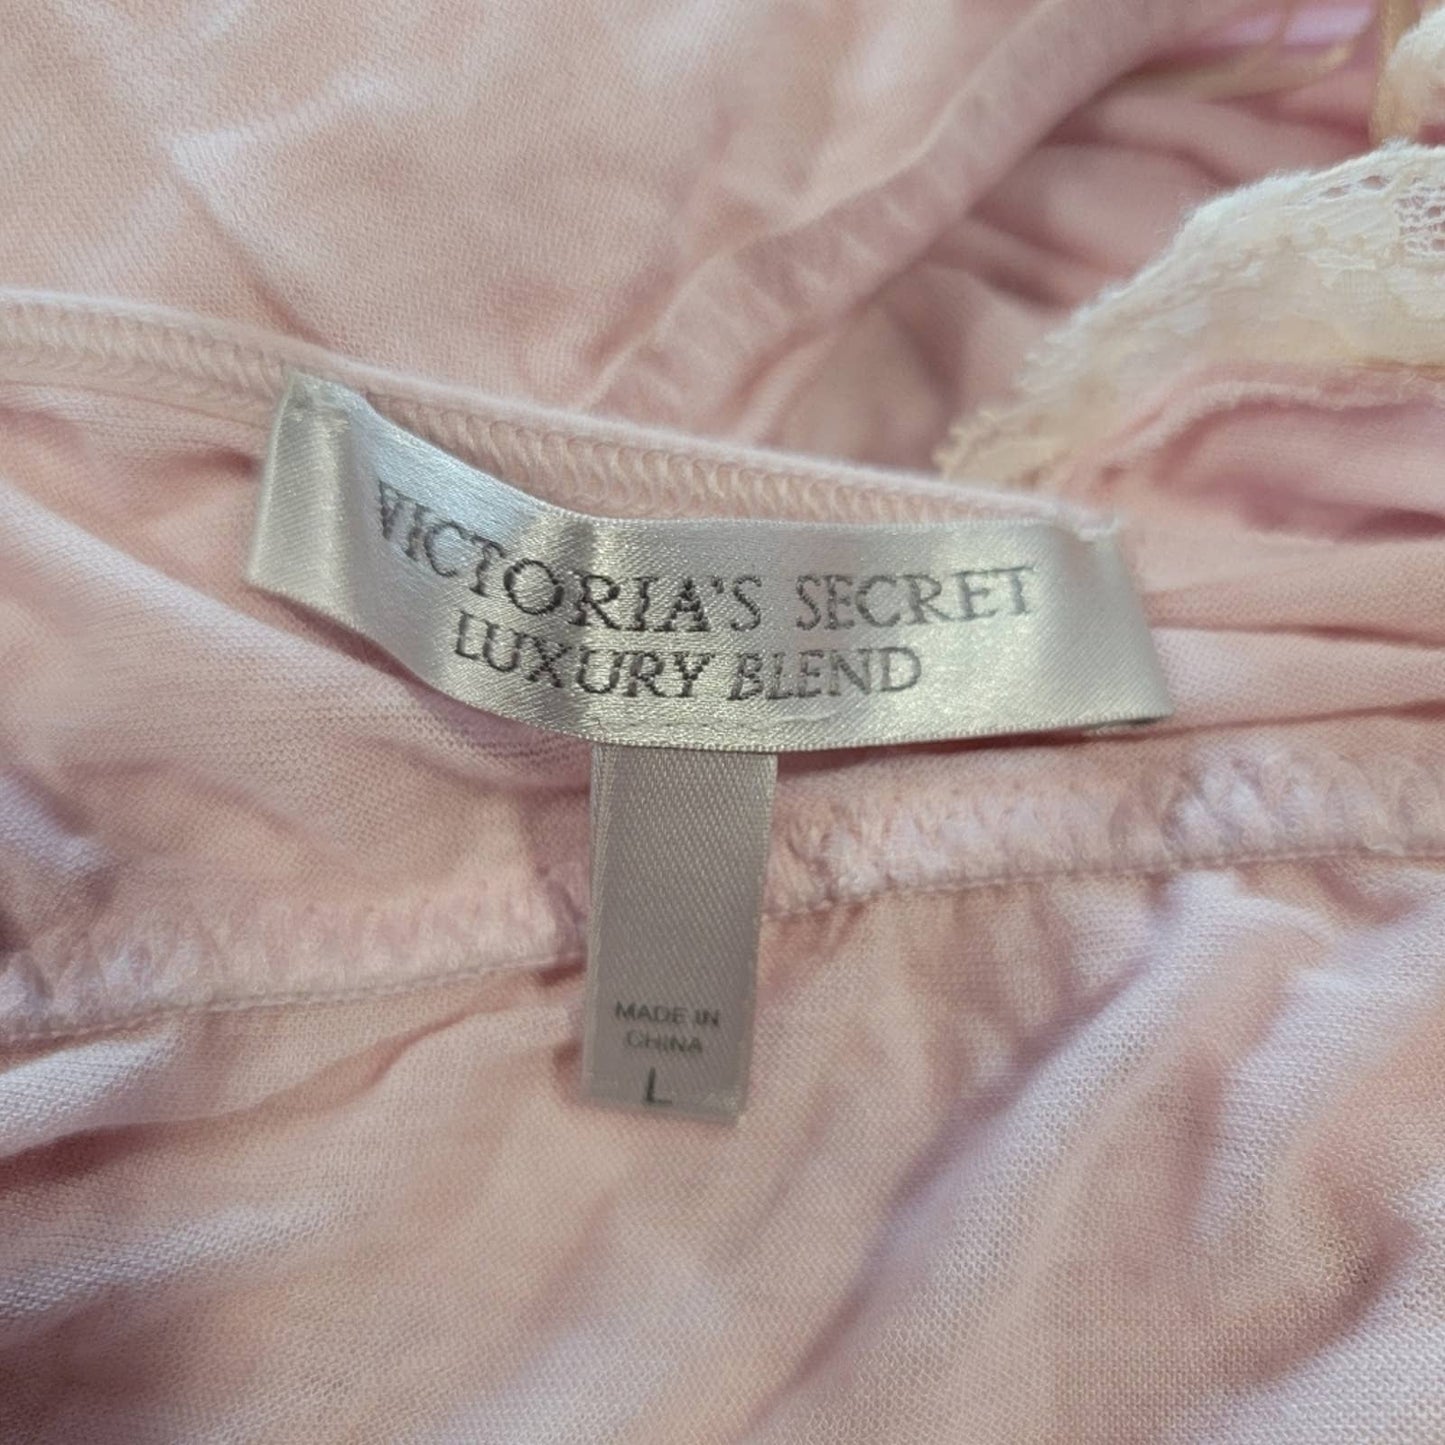 VICTORIA'S SECRET
LUXURY BLEND
MADE IN
CHINA
L